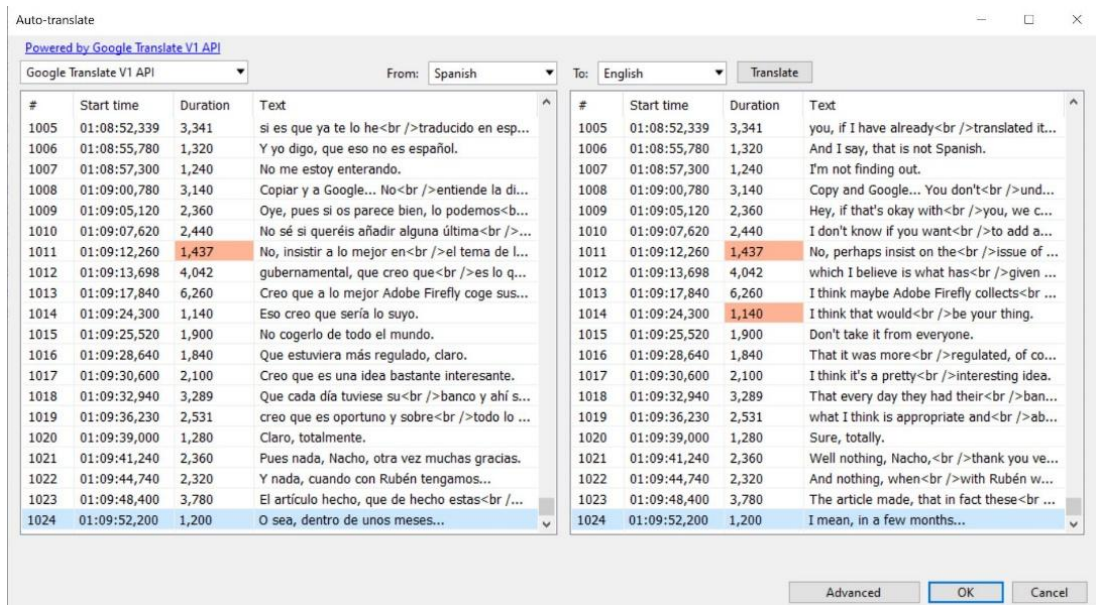 Auto-translate
Powered by Google Translate V1 API
Google Translate V1 API From: Spanish To: English Translate
# Start time Duration Text
1005 01:08:52,339 3,341 si es que ya te lo he<br />traducido en esp...
1006 01:08:55,780 1,320 Y yo digo, que eso no es español.
1007 01:08:57,300 1,240 No me estoy enterando.
1008 01:09:00,780 3,140 Copiar y a Google... No<br />entiende la di...
1009 01:09:05,120 2,360 Oye, pues si os parece bien, lo podemos<b...
1010 01:09:07,620 2,440 No sé si queréis añadir alguna última<br />...
1011 01:09:12,260 1,437 No, insistir a lo mejor en<br />el tema de l...
1012 01:09:13,698 4,042 gubernamental, que creo que<br />es lo q...
1013 01:09:17,840 6,260 Creo que a lo mejor Adobe Firefly coge sus...
1014 01:09:24,300 1,140 Eso creo que sería lo suyo.
1015 01:09:25,520 1,900 No cogerlo de todo el mundo.
1016 01:09:28,640 1,840 Que estuviera más regulado, claro.
1017 01:09:30,600 2,100 Creo que es una idea bastante interesante.
1018 01:09:32,940 3,289 Que cada día tuviese su<br />banco y ahí s...
1019 01:09:36,230 2,531 creo que es oportuno y sobre<br />todo lo ...
1020 01:09:39,000 1,280 Claro, totalmente.
1021 01:09:41,240 2,360 Pues nada, Nacho, otra vez muchas gracias.
1022 01:09:44,740 2,320 Y nada, cuando con Rubén tengamos...
1023 01:09:48,400 3,780 El artículo hecho, que de hecho estas<br /...
1024 01:09:52,200 1,200 O sea, dentro de unos meses...
# Start time Duration Text
1005 01:08:52,339 3,341 you, if I have already<br />translated it...
1006 01:08:55,780 1,320 And I say, that is not Spanish.
1007 01:08:57,300 1,240 I'm not finding out.
1008 01:09:00,780 3,140 Copy and Google... You don't<br />und...
1009 01:09:05,120 2,360 Hey, if that's okay with<br />you, we c...
1010 01:09:07,620 2,440 I don't know if you want<br />to add a...
1011 01:09:12,260 1,437 No, perhaps insist on the<br />issue of ...
1012 01:09:13,698 4,042 which I believe is what has<br />given ...
1013 01:09:17,840 6,260 I think maybe Adobe Firefly collects<br ...
1014 01:09:24,300 1,140 I think that would<br />be your thing.
1015 01:09:25,520 1,900 Don't take it from everyone.
1016 01:09:28,640 1,840 That it was more<br />regulated, of co...
1017 01:09:30,600 2,100 I think it's a pretty<br />interesting idea.
1018 01:09:32,940 3,289 That every day they had their<br />ban...
1019 01:09:36,230 2,531 what I think is appropriate and<br />ab...
1020 01:09:39,000 1,280 Sure, totally.
1021 01:09:41,240 2,360 Well nothing, Nacho,<br />thank you ve...
1022 01:09:44,740 2,320 And nothing, when<br />with Rubén w...
1023 01:09:48,400 3,780 The article made, that in fact these<br ...
1024 01:09:52,200 1,200 I mean, in a few months...
Advanced OK Cancel